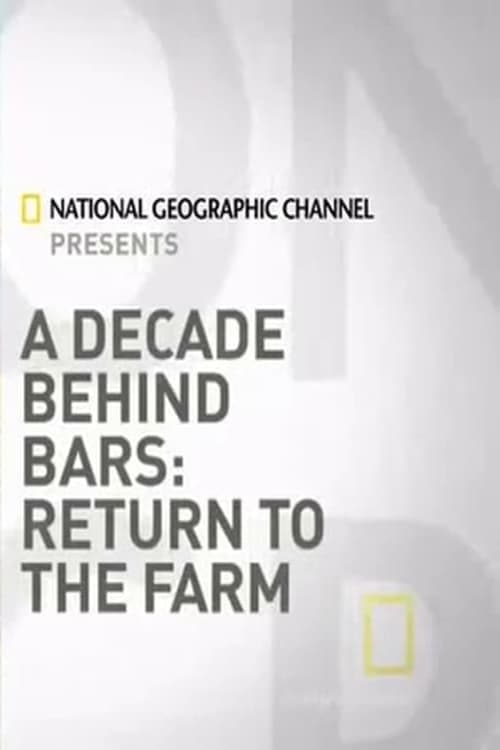 NATIONAL GEOGRAPHIC CHANNEL
PRESENTS
A DECADE
BEHIND
BARS:
RETURN TO
THE FARM